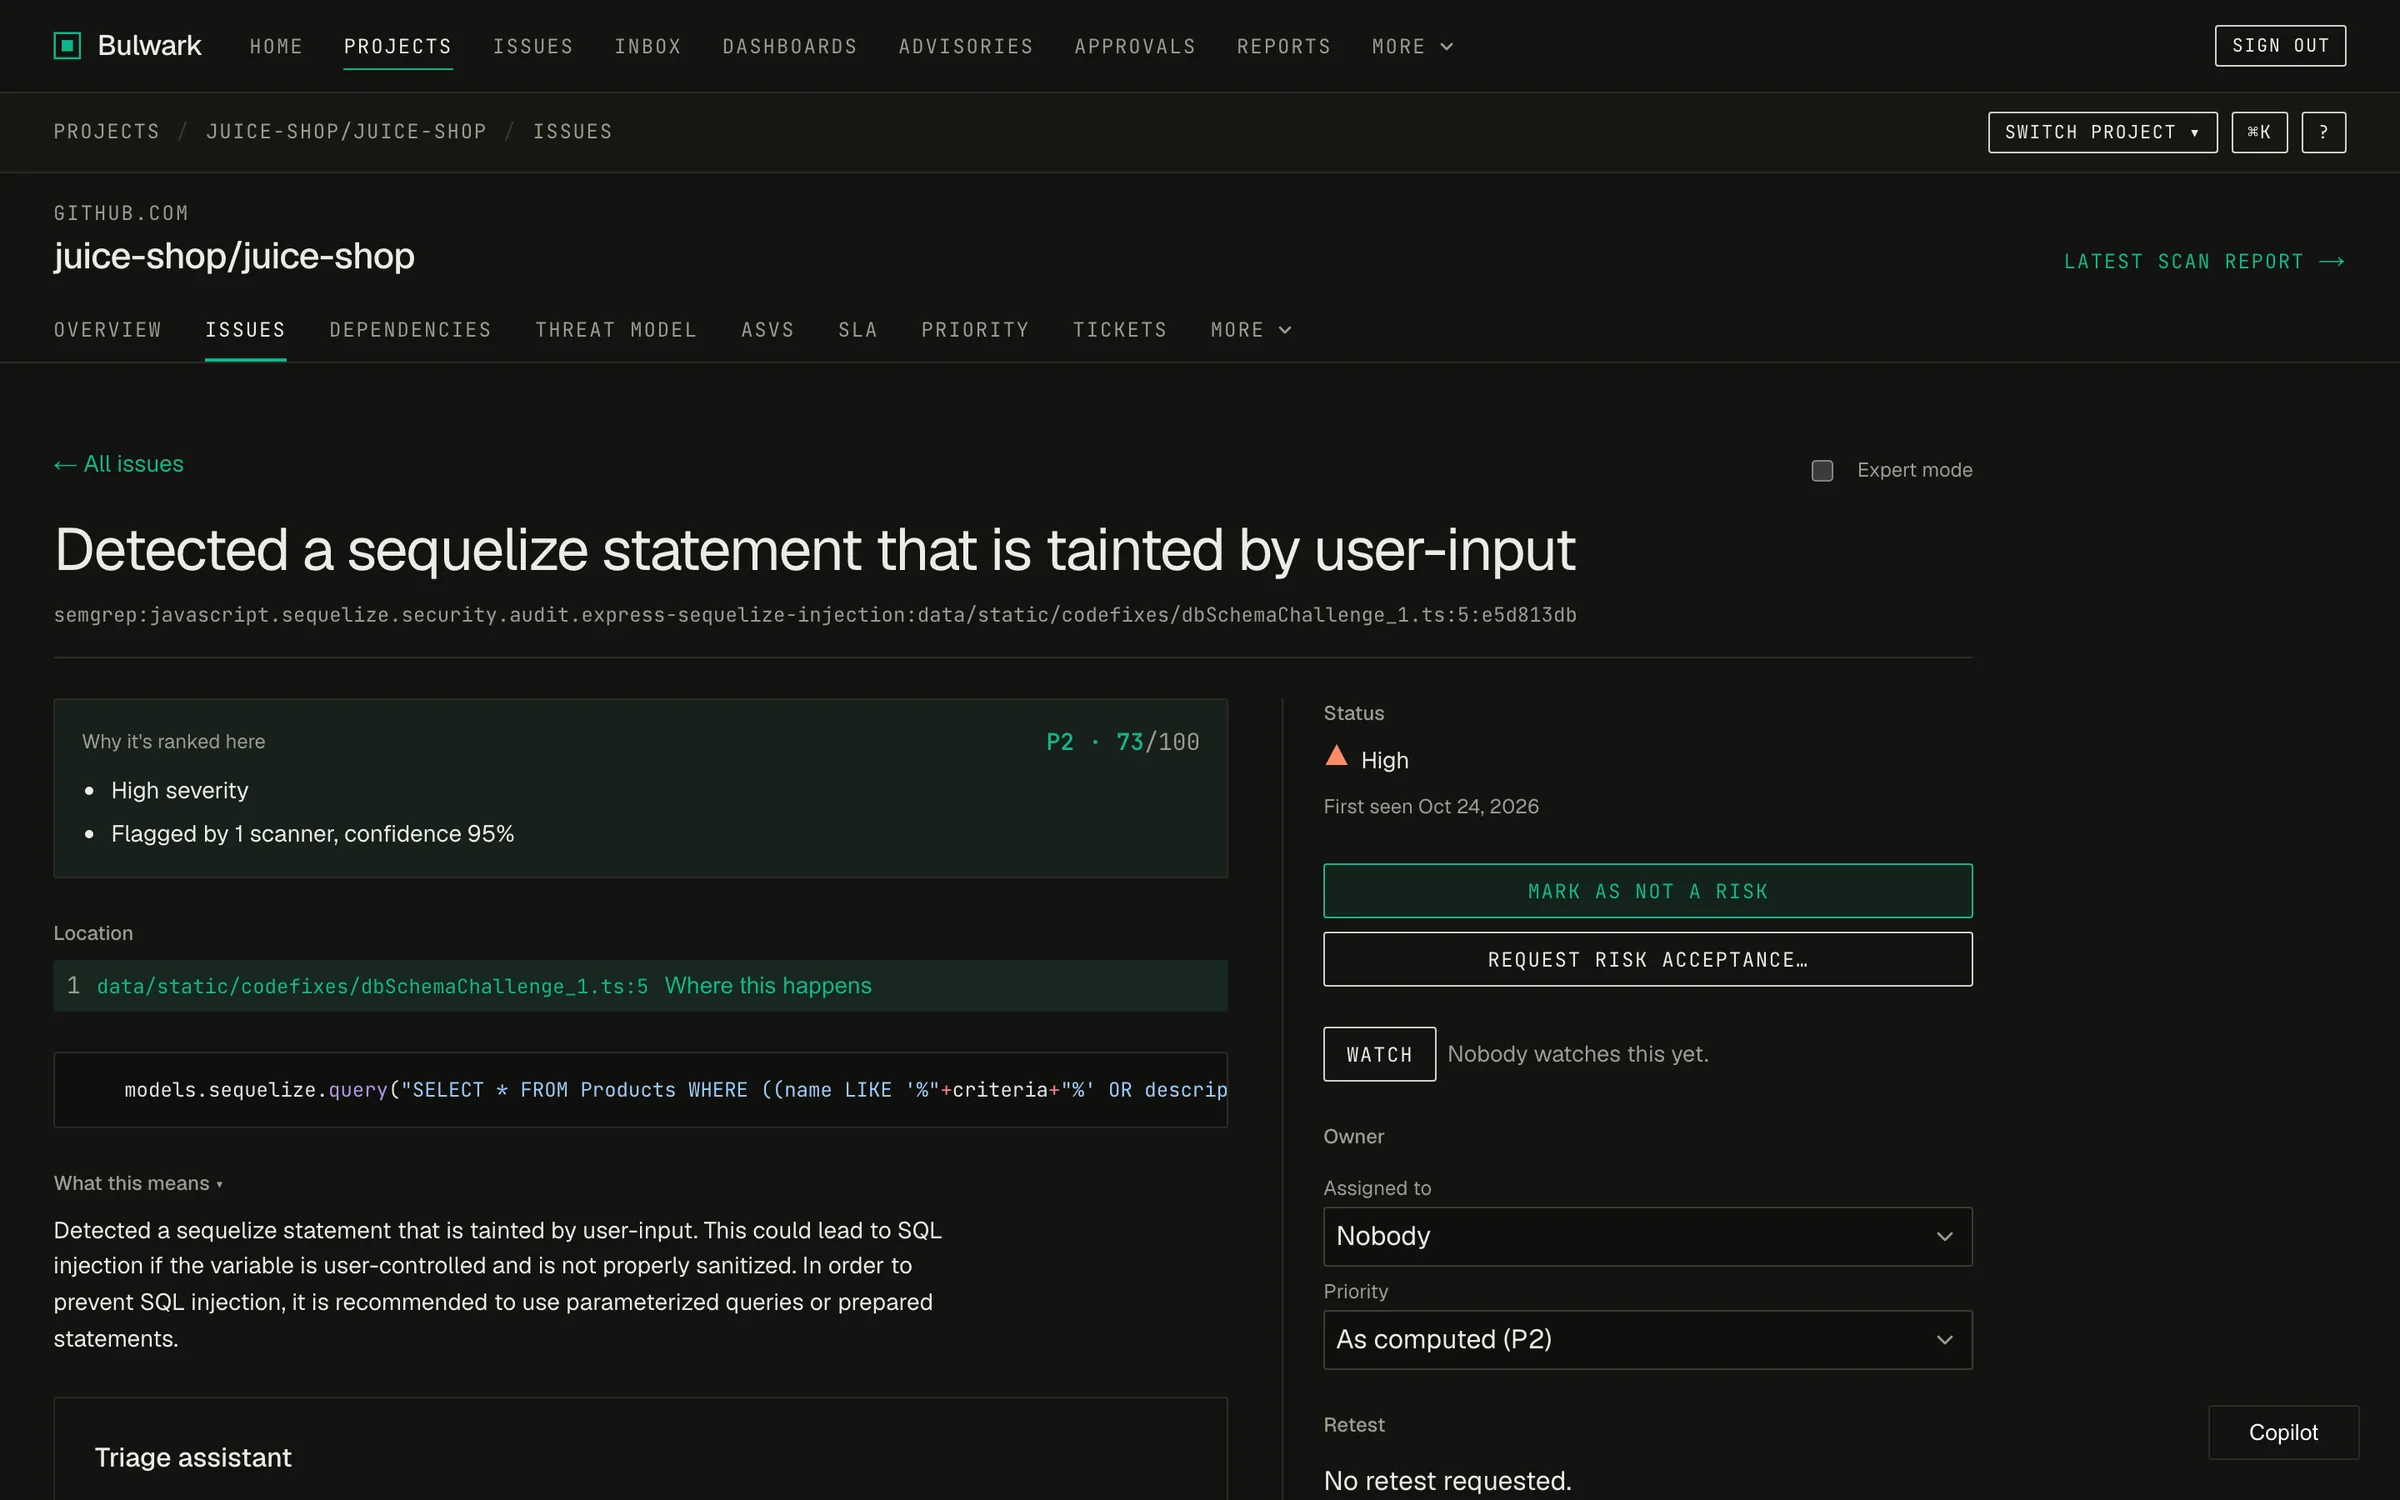 Bulwark HOME PROJECTS ISSUES INBOX DASHBOARDS ADVISORIES APPROVALS REPORTS MORE SIGN OUT
PROJECTS / JUICE-SHOP/JUICE-SHOP / ISSUES SWITCH PROJECT ▾ ⌘K ?
GITHUB.COM
juice-shop/juice-shop
LATEST SCAN REPORT →
OVERVIEW ISSUES DEPENDENCIES THREAT MODEL ASVS SLA PRIORITY TICKETS MORE
← All issues
Expert mode
Detected a sequelize statement that is tainted by user-input
semgrep:javascript.sequelize.security.audit.express-sequelize-injection:data/static/codefixes/dbSchemaChallenge_1.ts:5:e5d813db
Why it's ranked here P2 · 73/100
• High severity
• Flagged by 1 scanner, confidence 95%
Location
1 data/static/codefixes/dbSchemaChallenge_1.ts:5 Where this happens
models.sequelize.query("SELECT * FROM Products WHERE ((name LIKE '%"+criteria+"%' OR descrip
What this means ▾
Detected a sequelize statement that is tainted by user-input. This could lead to SQL
injection if the variable is user-controlled and is not properly sanitized. In order to
prevent SQL injection, it is recommended to use parameterized queries or prepared
statements.
Triage assistant
Status
High
First seen Oct 24, 2026
MARK AS NOT A RISK
REQUEST RISK ACCEPTANCE…
WATCH Nobody watches this yet.
Owner
Assigned to
Nobody
Priority
As computed (P2)
Retest
No retest requested.
Copilot